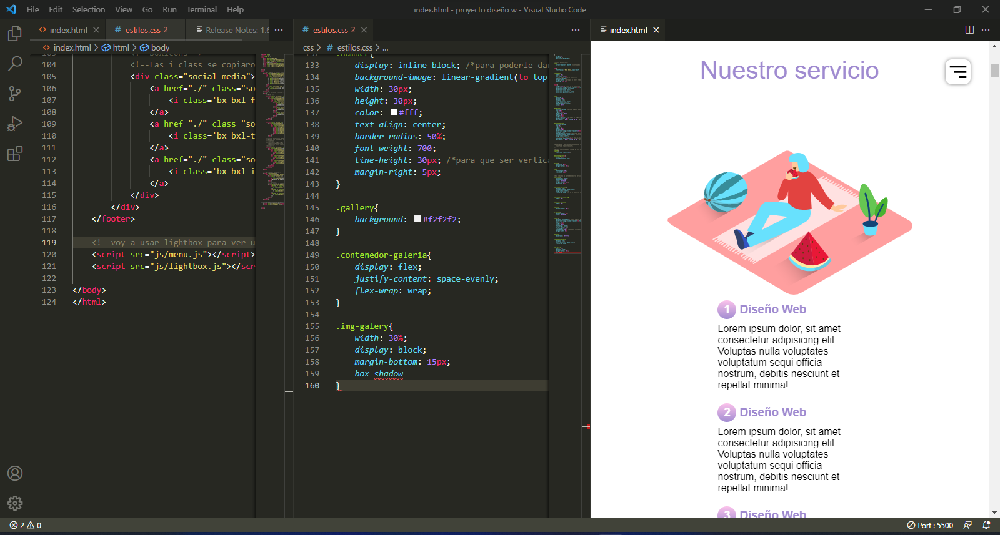 File Edit Selection View Go Run Terminal Help
index.html - proyecto diseño w - Visual Studio Code
index.html
estilos.css 2
Release Notes: 1.6
index.html > html > body
104 <!--Las i class se copiaro
105 <div class="social-media">
106 <a href="./" class="so
107 <i class='bx bxl-f
108 </a>
109 <a href="./" class="so
110 <i class='bx bxl-t
111 </a>
112 <a href="./" class="so
113 <i class='bx bxl-i
114 </a>
115 </div>
116 </div>
117 </footer>
118
119 <!--voy a usar lightbox para ver u
120 <script src="js/menu.js"></script>
121 <script src="js/lightbox.js"></scr
122
123 </body>
124 </html>
estilos.css 2
css > estilos.css > ...
132 .number{
133 display: inline-block; /*para poderle dar
134 background-image: linear-gradient(to top,
135 width: 30px;
136 height: 30px;
137 color: #fff;
138 text-align: center;
139 border-radius: 50%;
140 font-weight: 700;
141 line-height: 30px; /*para que ser vertica
142 margin-right: 5px;
143 }
144
145 .gallery{
146 background: #f2f2f2;
147 }
148
149 .contenedor-galeria{
150 display: flex;
151 justify-content: space-evenly;
152 flex-wrap: wrap;
153 }
154
155 .img-galery{
156 width: 30%;
157 display: block;
158 margin-bottom: 15px;
159 box shadow
160 }
index.html
Nuestro servicio
1 Diseño Web
Lorem ipsum dolor, sit amet
consectetur adipisicing elit.
Voluptas nulla voluptates
voluptatum sequi officia
nostrum, debitis nesciunt et
repellat minima!
2 Diseño Web
Lorem ipsum dolor, sit amet
consectetur adipisicing elit.
Voluptas nulla voluptates
voluptatum sequi officia
nostrum, debitis nesciunt et
repellat minima!
3 Diseño Web
2 0
Port : 5500